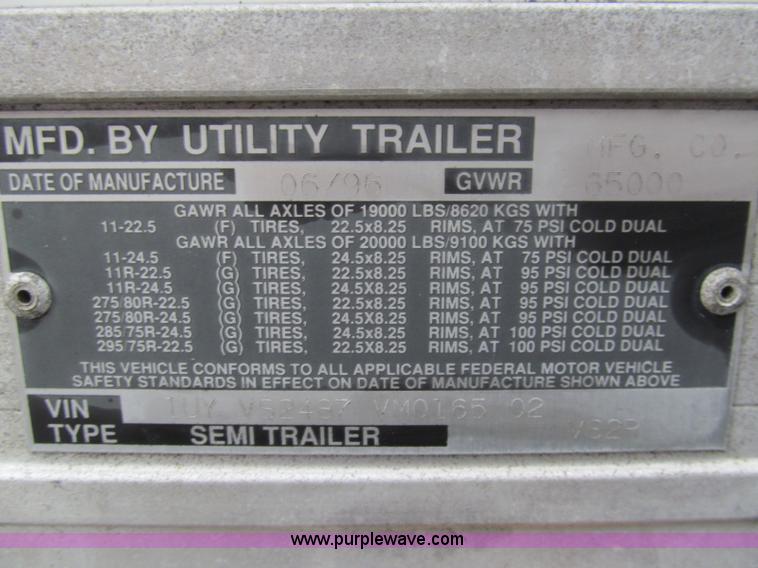 MFD. BY UTILITY TRAILER MFG. CO.
DATE OF MANUFACTURE 06/96 GVWR 65000
GAWR ALL AXLES OF 19000 LBS/8620 KGS WITH
11-22.5 (F) TIRES, 22.5x8.25 RIMS, AT 75 PSI COLD DUAL
GAWR ALL AXLES OF 20000 LBS/9100 KGS WITH
11-24.5 (F) TIRES, 24.5x8.25 RIMS, AT 75 PSI COLD DUAL
11R-22.5 (G) TIRES, 22.5x8.25 RIMS, AT 95 PSI COLD DUAL
11R-24.5 (G) TIRES, 24.5x8.25 RIMS, AT 95 PSI COLD DUAL
275/80R-22.5 (G) TIRES, 22.5x8.25 RIMS, AT 95 PSI COLD DUAL
275/80R-24.5 (G) TIRES, 24.5x8.25 RIMS, AT 95 PSI COLD DUAL
285/75R-24.5 (G) TIRES, 24.5x8.25 RIMS, AT 100 PSI COLD DUAL
295/75R-22.5 (G) TIRES, 22.5X8.25 RIMS, AT 100 PSI COLD DUAL
THIS VEHICLE CONFORMS TO ALL APPLICABLE FEDERAL MOTOR VEHICLE
SAFETY STANDARDS IN EFFECT ON DATE OF MANUFACTURE SHOWN ABOVE
VIN 1UY VS2487 VM0165 02
TYPE SEMI TRAILER
www.purplewave.com